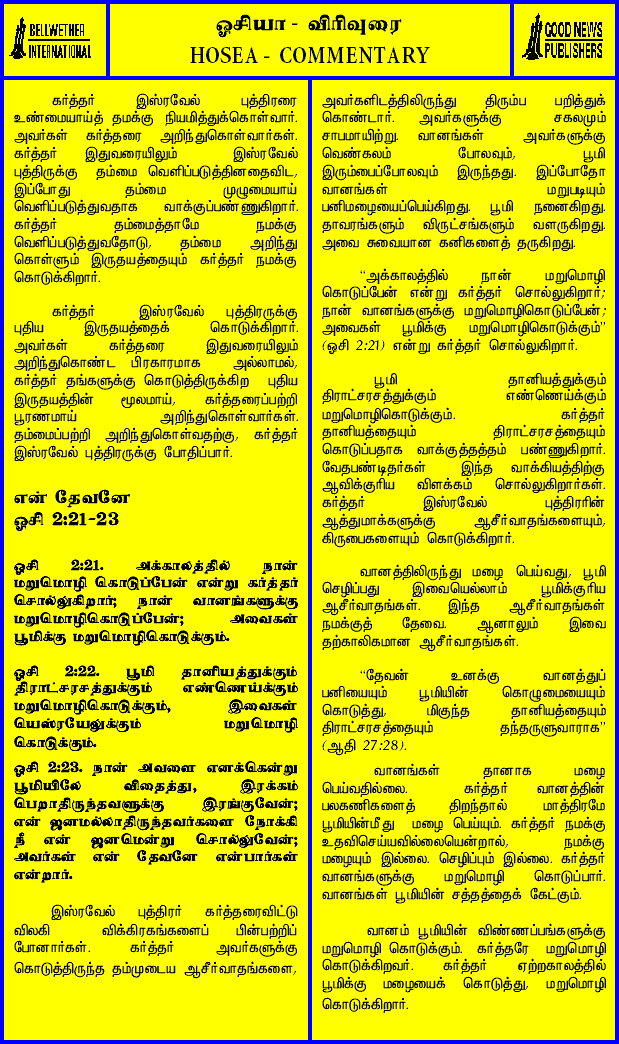 BELLWETHER
INTERNATIONAL
ஓசியா - விரிவுரை
HOSEA - COMMENTARY
GOOD NEWS
PUBLISHERS
கர்த்தர் இஸ்ரவேல் புத்திரரை
உண்மையாய்த் தமக்கு நியமித்துக்கொள்வார்.
அவர்கள் கர்த்தரை அறிந்துகொள்வார்கள்.
கர்த்தர் இதுவரையிலும் இஸ்ரவேல்
புத்திருக்கு தம்மை வெளிப்படுத்தினதைவிட,
இப்போது தம்மை முழுமையாய்
வெளிப்படுத்துவதாக வாக்குப்பண்ணுகிறார்.
கர்த்தர் தம்மைத்தாமே நமக்கு
வெளிப்படுத்துவதோடு, தம்மை அறிந்து
கொள்ளும் இருதயத்தையும் கர்த்தர் நமக்கு
கொடுக்கிறார்.
கர்த்தர் இஸ்ரவேல் புத்திரருக்கு
புதிய இருதயத்தைக் கொடுக்கிறார்.
அவர்கள் கர்த்தரை இதுவரையிலும்
அறிந்துகொண்ட பிரகாரமாக அல்லாமல்,
கர்த்தர் தங்களுக்கு கொடுத்திருக்கிற புதிய
இருதயத்தின் மூலமாய், கர்த்தரைப்பற்றி
பூரணமாய் அறிந்துகொள்வார்கள்.
தம்மைப்பற்றி அறிந்துகொள்வதற்கு, கர்த்தர்
இஸ்ரவேல் புத்திரருக்கு போதிப்பார்.
என் தேவனே
ஓசி 2:21-23
ஓசி 2:21. அக்காலத்தில் நான்
மறுமொழி கொடுப்பேன் என்று கர்த்தர்
சொல்லுகிறார்; நான் வானங்களுக்கு
மறுமொழிகொடுப்பேன்; அவைகள்
பூமிக்கு மறுமொழிகொடுக்கும்.
ஓசி 2:22. பூமி தானியத்துக்கும்
திராட்சரசத்துக்கும் எண்ணெய்க்கும்
மறுமொழிகொடுக்கும், இவைகள்
யெஸ்ரயேலுக்கும் மறுமொழி
கொடுக்கும்.
ஓசி 2:23. நான் அவளை எனக்கென்று
பூமியிலே விதைத்து, இரக்கம்
பெறாதிருந்தவளுக்கு இரங்குவேன்;
என் ஜனமல்லாதிருந்தவர்களை நோக்கி
நீ என் ஜனமென்று சொல்லுவேன்;
அவர்கள் என் தேவனே என்பார்கள்
என்றார்.
இஸ்ரவேல் புத்திரர் கர்த்தரைவிட்டு
விலகி விக்கிரகங்களைப் பின்பற்றிப்
போனார்கள். கர்த்தர் அவர்களுக்கு
கொடுத்திருந்த தம்முடைய ஆசீர்வாதங்களை,
அவர்களிடத்திலிருந்து திரும்ப பறித்துக்
கொண்டார். அவர்களுக்கு சகலமும்
சாபமாயிற்று. வானங்கள் அவர்களுக்கு
வெண்கலம் போலவும், பூமி
இரும்பைப்போலவும் இருந்தது. இப்போதோ
வானங்கள் மறுபடியும்
பனிமழையைப்பெய்கிறது. பூமி நனைகிறது.
தாவரங்களும் விருட்சங்களும் வளருகிறது.
அவை சுவையான கனிகளைத் தருகிறது.
“அக்காலத்தில் நான் மறுமொழி
கொடுப்பேன் என்று கர்த்தர் சொல்லுகிறார்;
நான் வானங்களுக்கு மறுமொழிகொடுப்பேன்;
அவைகள் பூமிக்கு மறுமொழிகொடுக்கும்”
(ஓசி 2:21) என்று கர்த்தர் சொல்லுகிறார்.
பூமி தானியத்துக்கும்
திராட்சரசத்துக்கும் எண்ணெய்க்கும்
மறுமொழிகொடுக்கும். கர்த்தர்
தானியத்தையும் திராட்சரசத்தையும்
கொடுப்பதாக வாக்குத்தத்தம் பண்ணுகிறார்.
வேதபண்டிதர்கள் இந்த வாக்கியத்திற்கு
ஆவிக்குரிய விளக்கம் சொல்லுகிறார்கள்.
கர்த்தர் இஸ்ரவேல் புத்திரரின்
ஆத்துமாக்களுக்கு ஆசீர்வாதங்களையும்,
கிருபைகளையும் கொடுக்கிறார்.
வானத்திலிருந்து மழை பெய்வது, பூமி
செழிப்பது இவையெல்லாம் பூமிக்குரிய
ஆசீர்வாதங்கள். இந்த ஆசீர்வாதங்கள்
நமக்குத் தேவை. ஆனாலும் இவை
தற்காலிகமான ஆசீர்வாதங்கள்.
“தேவன் உனக்கு வானத்துப்
பனியையும் பூமியின் கொழுமையையும்
கொடுத்து, மிகுந்த தானியத்தையும்
திராட்சரசத்தையும் தந்தருளுவாராக”
(ஆதி 27:28).
வானங்கள் தானாக மழை
பெய்வதில்லை. கர்த்தர் வானத்தின்
பலகணிகளைத் திறந்தால் மாத்திரமே
பூமியின்மீது மழை பெய்யும். கர்த்தர் நமக்கு
உதவிசெய்யவில்லையென்றால், நமக்கு
மழையும் இல்லை. செழிப்பும் இல்லை. கர்த்தர்
வானங்களுக்கு மறுமொழி கொடுப்பார்.
வானங்கள் பூமியின் சத்தத்தைக் கேட்கும்.
வானம் பூமியின் விண்ணப்பங்களுக்கு
மறுமொழி கொடுக்கும். கர்த்தரே மறுமொழி
கொடுக்கிறவர். கர்த்தர் ஏற்றகாலத்தில்
பூமிக்கு மழையைக் கொடுத்து, மறுமொழி
கொடுக்கிறார்.